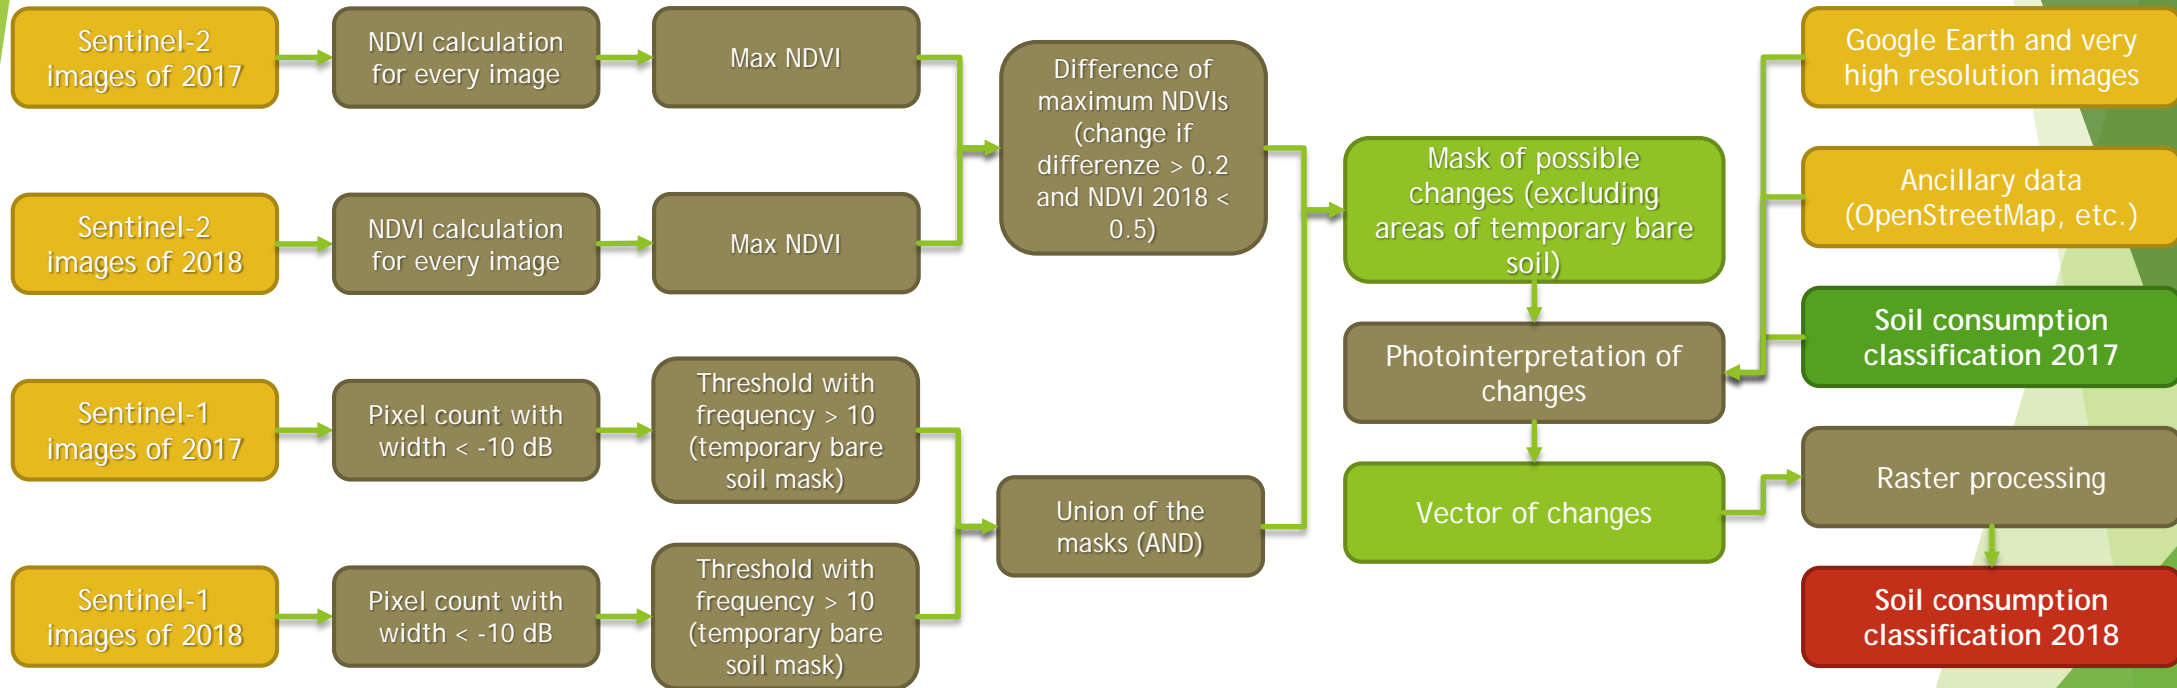 Sentinel-2
images of 2017
NDVI calculation
for every image
Max NDVI
Sentinel-2
images of 2018
NDVI calculation
for every image
Max NDVI
Difference of
maximum NDVIs
(change if
differenze > 0.2
and NDVI 2018 <
0.5)
Sentinel-1
images of 2017
Pixel count with
width < -10 dB
Threshold with
frequency > 10
(temporary bare
soil mask)
Sentinel-1
images of 2018
Pixel count with
width < -10 dB
Threshold with
frequency > 10
(temporary bare
soil mask)
Union of the
masks (AND)
Mask of possible
changes (excluding
areas of temporary bare
soil)
Photointerpretation of
changes
Vector of changes
Google Earth and very
high resolution images
Ancillary data
(OpenStreetMap, etc.)
Soil consumption
classification 2017
Raster processing
Soil consumption
classification 2018